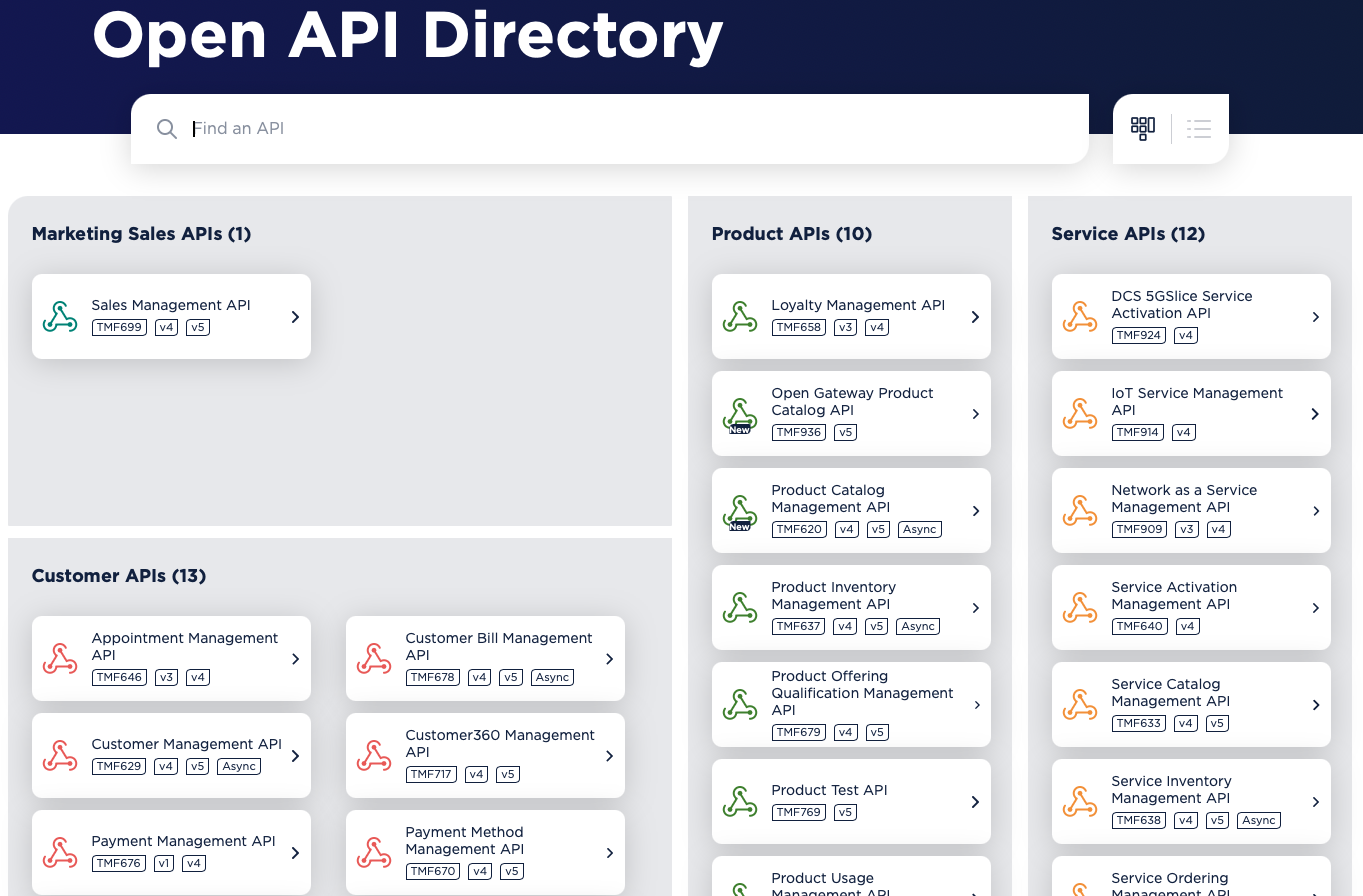 Open API Directory
Find an API
Marketing Sales APIs (1)
Sales Management API
TMF699 v4 v5
Customer APIs (13)
Appointment Management
API
TMF646 v3 v4
Customer Bill Management
API
TMF678 v4 v5 Async
Customer Management API
TMF629 v4 v5 Async
Customer360 Management
API
TMF717 v4 v5
Payment Management API
TMF676 v1 v4
Payment Method
Management API
TMF670 v4 v5
Product APIs (10)
Loyalty Management API
TMF658 v3 v4
New
Open Gateway Product
Catalog API
TMF936 v5
New
Product Catalog
Management API
TMF620 v4 v5 Async
Product Inventory
Management API
TMF637 v4 v5 Async
Product Offering
Qualification Management
API
TMF679 v4 v5
Product Test API
TMF769 v5
Product Usage
Management API
Service APIs (12)
DCS 5GSlice Service
Activation API
TMF924 v4
IoT Service Management
API
TMF914 v4
Network as a Service
Management API
TMF909 v3 v4
Service Activation
Management API
TMF640 v4
Service Catalog
Management API
TMF633 v4 v5
Service Inventory
Management API
TMF638 v4 v5 Async
Service Ordering
Management API